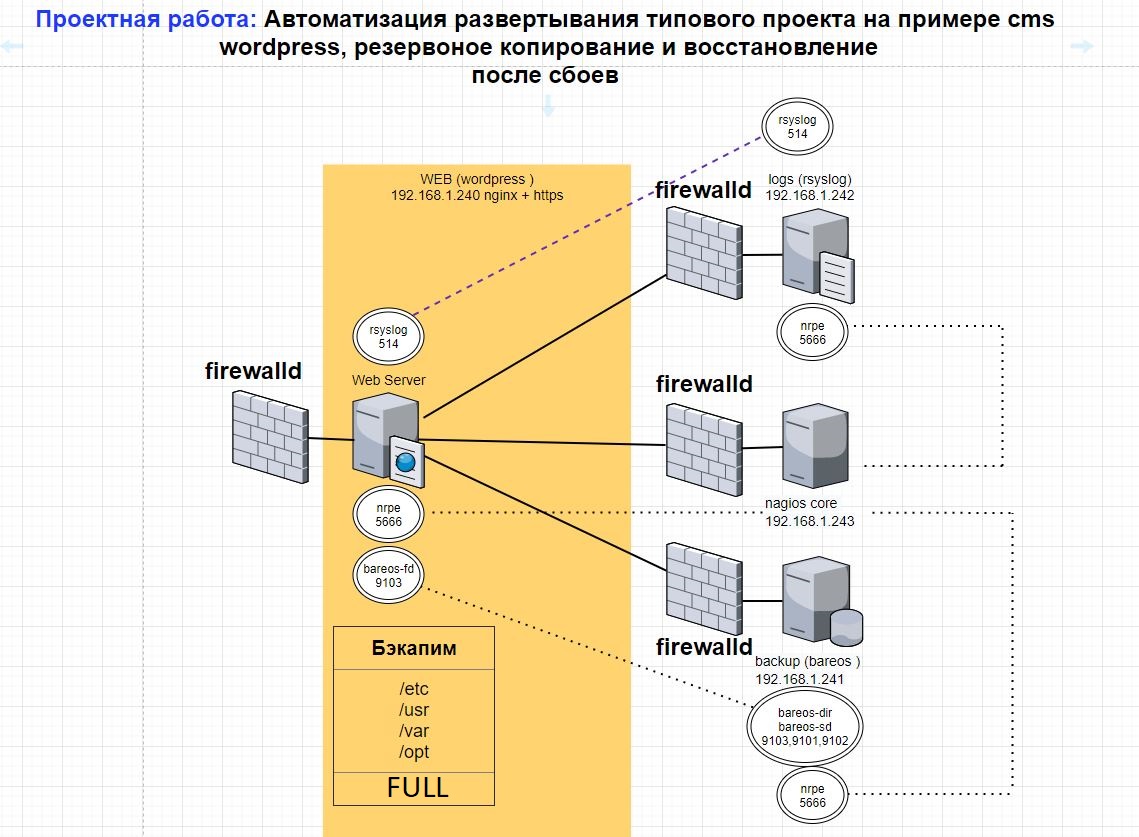 Проектная работа: Автоматизация развертывания типового проекта на примере cms
wordpress, резервоное копирование и восстановление
после сбоев
rsyslog
514
WEB (wordpress )
192.168.1.240 nginx + https
firewalld
logs (rsyslog)
192.168.1.242
rsyslog
514
nrpe
5666
firewalld
Web Server
firewalld
nrpe
5666
nagios core
192.168.1.243
bareos-fd
9103
firewalld
backup (bareos )
192.168.1.241
Бэкапим
/etc
/usr
/var
/opt
FULL
bareos-dir
bareos-sd
9103,9101,9102
nrpe
5666